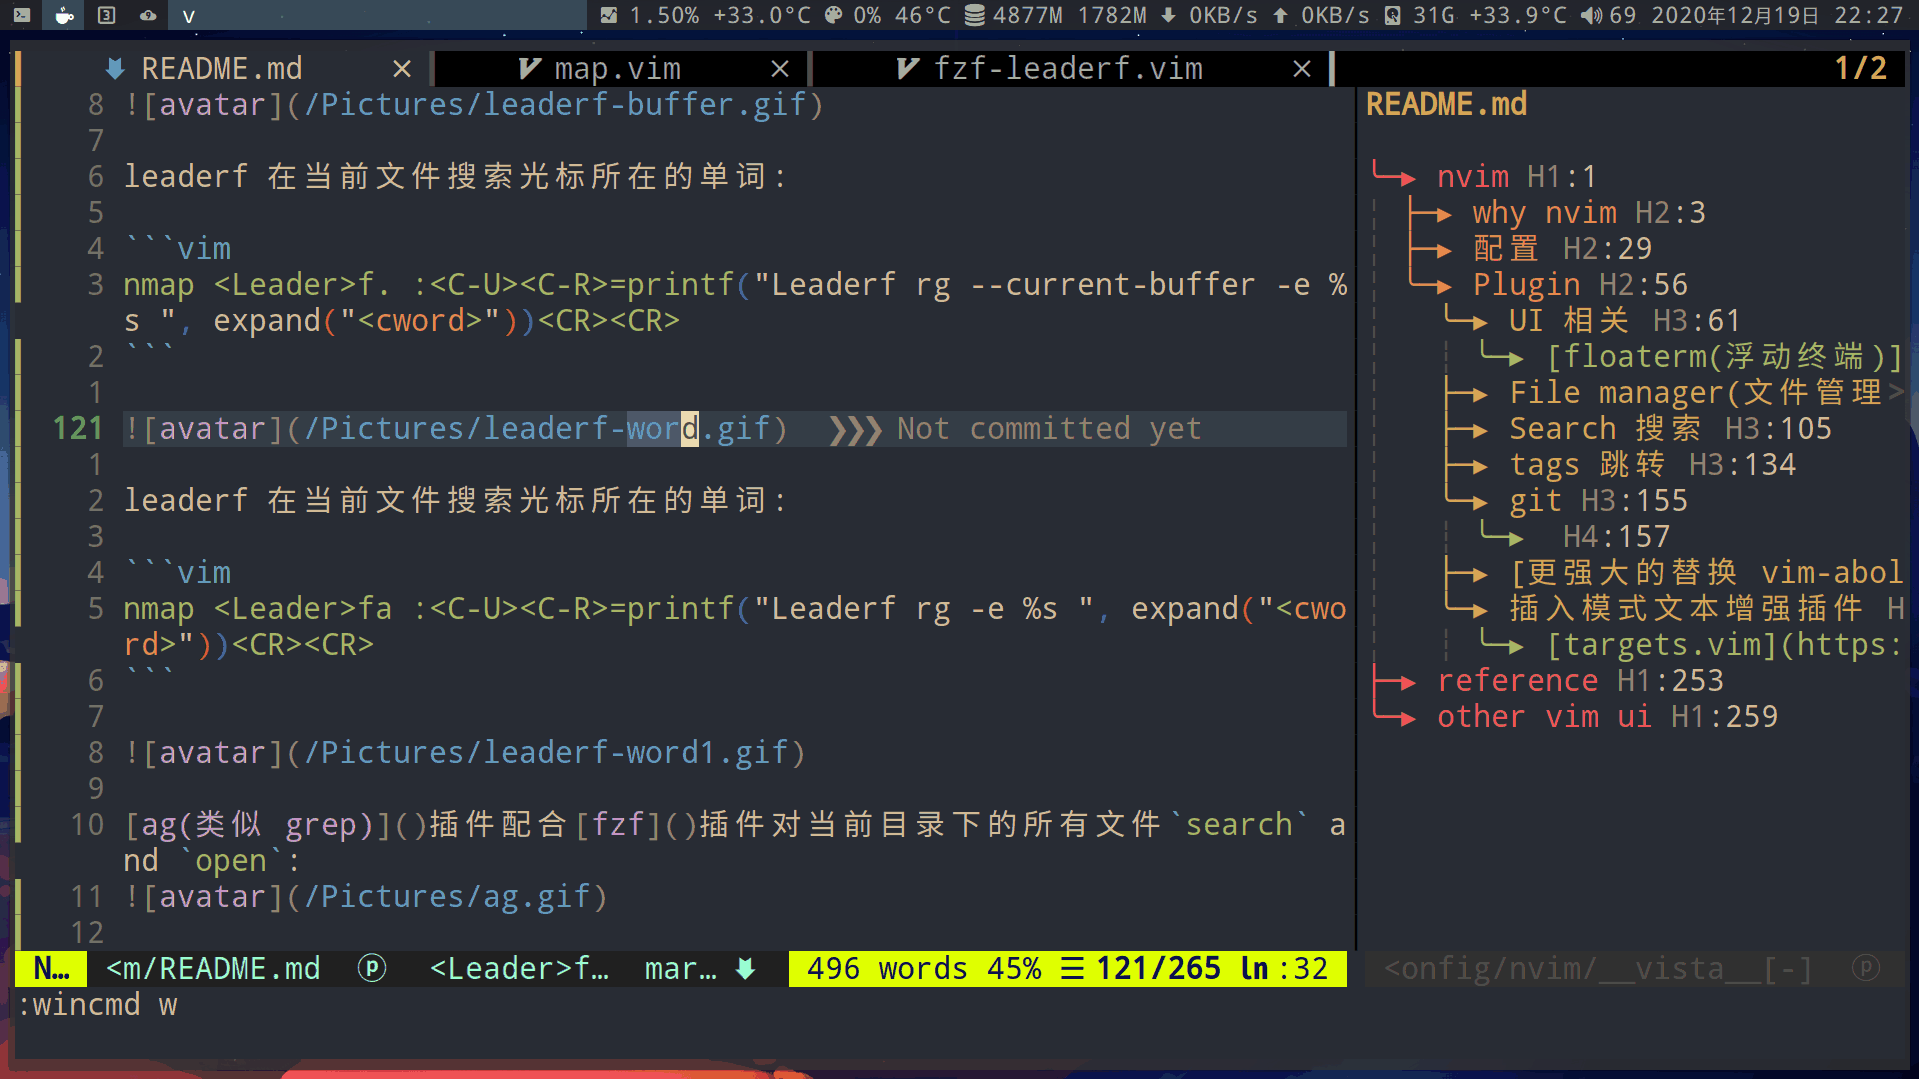 3 9 V 1.50% +33.0°C 0% 46°C 4877M 1782M 0KB/s 0KB/s 31G +33.9°C 69 2020年12月19日 22:27
README.md × map.vim × fzf-leaderf.vim × 1/2
8 ![avatar](/Pictures/leaderf-buffer.gif)
7
6 leaderf 在当前文件搜索光标所在的单词:
5
4 ```vim
3 nmap <Leader>f. :<C-U><C-R>=printf("Leaderf rg --current-buffer -e %
s ", expand("<cword>"))<CR><CR>
2 ```
1
121 ![avatar](/Pictures/leaderf-word.gif) ❯❯❯ Not committed yet
1
2 leaderf 在当前文件搜索光标所在的单词:
3
4 ```vim
5 nmap <Leader>fa :<C-U><C-R>=printf("Leaderf rg -e %s ", expand("<cwo
rd>"))<CR><CR>
6 ```
7
8 ![avatar](/Pictures/leaderf-word1.gif)
9
10 [ag(类似 grep)]()插件配合[fzf]()插件对当前目录下的所有文件`search` a
nd `open`:
11 ![avatar](/Pictures/ag.gif)
12
README.md
nvim H1:1
why nvim H2:3
配置 H2:29
Plugin H2:56
UI 相关 H3:61
[floaterm(浮动终端)]
File manager(文件管理>
Search 搜索 H3:105
tags 跳转 H3:134
git H3:155
H4:157
[更强大的替换 vim-abol
插入模式文本增强插件 H
[targets.vim](https:
reference H1:253
other vim ui H1:259
N… <m/README.md ⓟ <Leader>f… mar… 496 words 45% ☰ 121/265 ln :32
<onfig/nvim/__vista__[-] ⓟ
:wincmd w